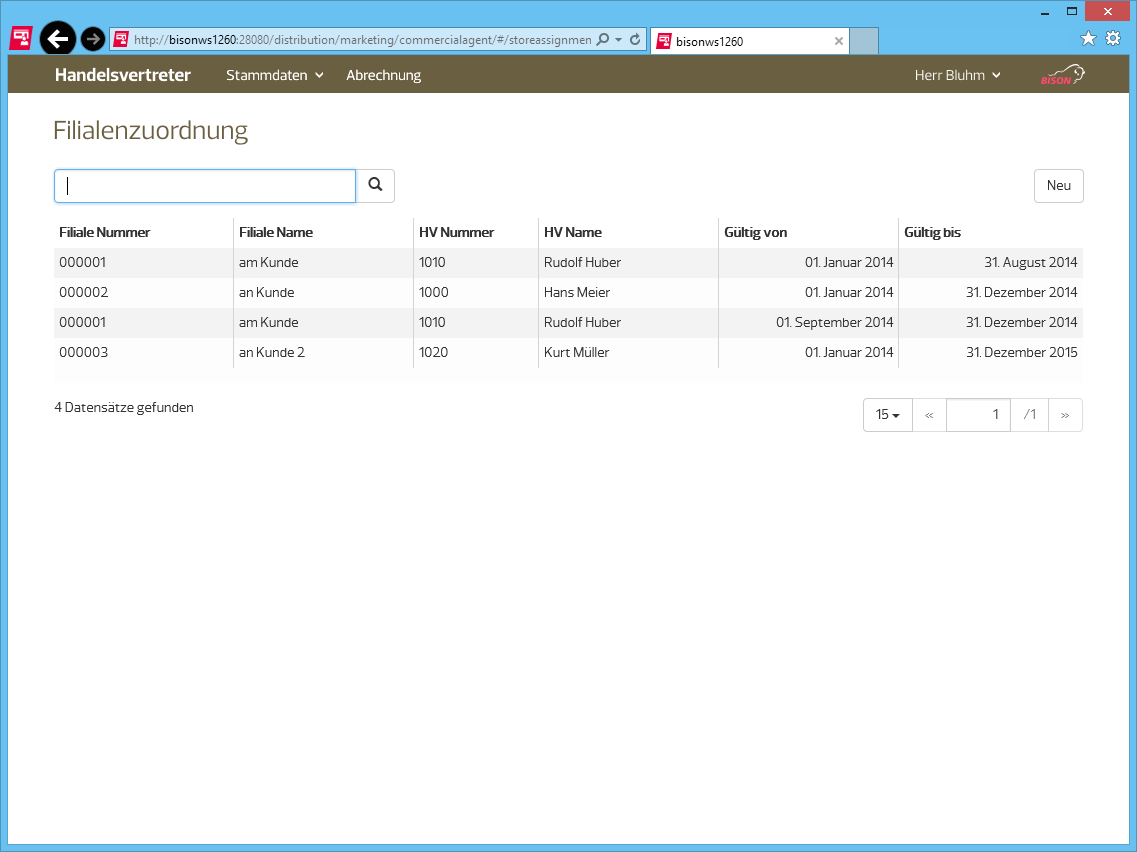 http://bisonws1260:28080/distribution/marketing/commercialagent/#/storeassignmen
bisonws1260
Handelsvertreter Stammdaten Abrechnung Herr Bluhm BISON
Filialenzuordnung
Neu
Filiale Nummer Filiale Name HV Nummer HV Name Gültig von Gültig bis
000001 am Kunde 1010 Rudolf Huber 01. Januar 2014 31. August 2014
000002 an Kunde 1000 Hans Meier 01. Januar 2014 31. Dezember 2014
000001 am Kunde 1010 Rudolf Huber 01. September 2014 31. Dezember 2014
000003 an Kunde 2 1020 Kurt Müller 01. Januar 2014 31. Dezember 2015
4 Datensätze gefunden 15 « 1 /1 »